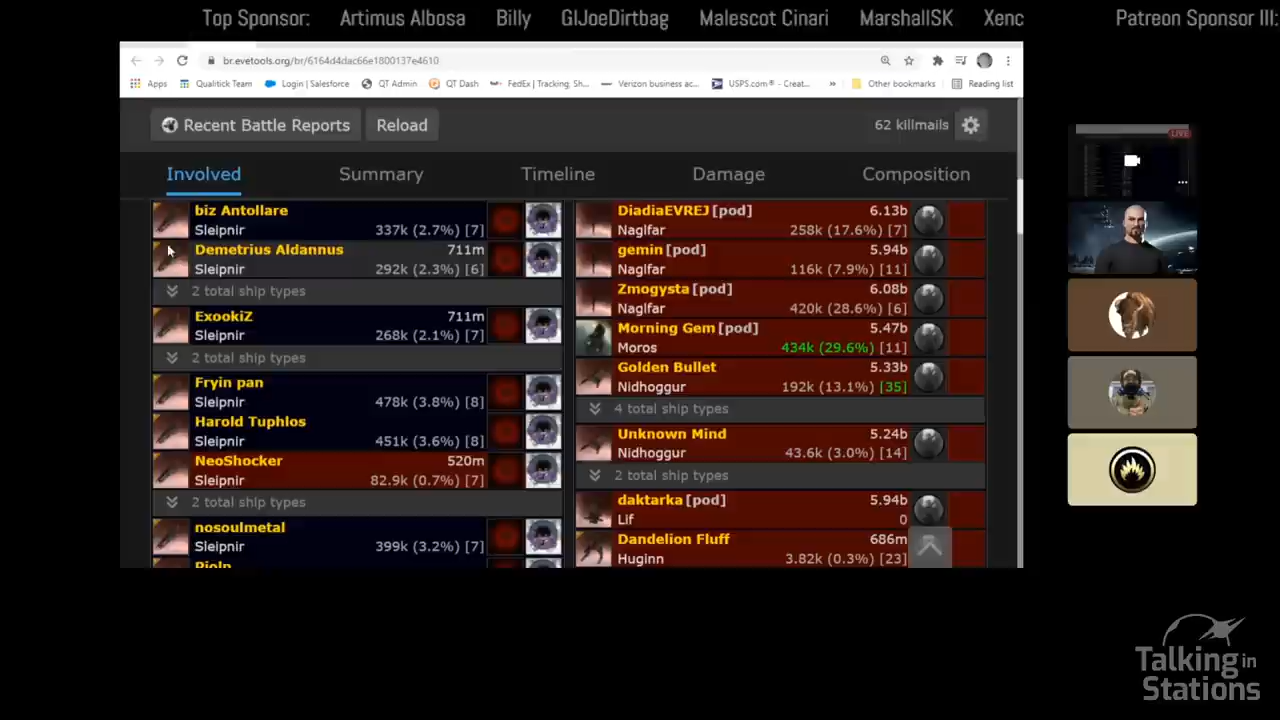 Top Sponsor: Artimus Albosa Billy GIJoeDirtbag Malescot Cinari MarshallSK Xenc Patreon Sponsor III:
br.evetools.org/br/6164d4dac66e1800137e4610
Apps Qualitick Team Login | Salesforce QT Admin QT Dash FedEx | Tracking, Sh... Verizon business ac... USPS.com® - Creat... » Other bookmarks Reading list
Recent Battle Reports Reload 62 killmails
Involved Summary Timeline Damage Composition
biz Antollare
Sleipnir 337k (2.7%) [7]
Demetrius Aldannus 711m
Sleipnir 292k (2.3%) [6]
2 total ship types
ExookiZ 711m
Sleipnir 268k (2.1%) [7]
2 total ship types
Fryin pan
Sleipnir 478k (3.8%) [8]
Harold Tuphlos
Sleipnir 451k (3.6%) [8]
NeoShocker 520m
Sleipnir 82.9k (0.7%) [7]
2 total ship types
nosoulmetal
Sleipnir 399k (3.2%) [7]
DiadiaEVREJ [pod] 6.13b
Naglfar 258k (17.6%) [7]
gemin [pod] 5.94b
Naglfar 116k (7.9%) [11]
Zmogysta [pod] 6.08b
Naglfar 420k (28.6%) [6]
Morning Gem [pod] 5.47b
Moros 434k (29.6%) [11]
Golden Bullet 5.33b
Nidhoggur 192k (13.1%) [35]
4 total ship types
Unknown Mind 5.24b
Nidhoggur 43.6k (3.0%) [14]
2 total ship types
daktarka [pod] 5.94b
Lif 0
Dandelion Fluff 686m
Huginn 3.82k (0.3%) [23]
LIVE
Talking in
Stations